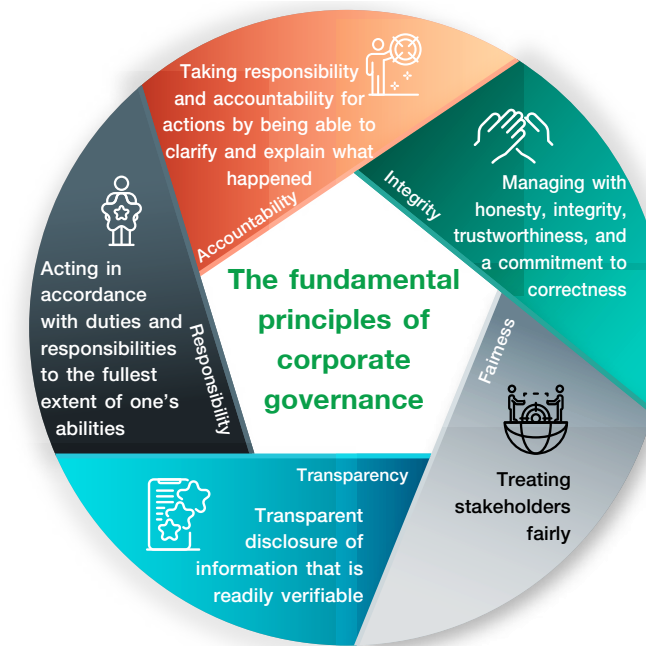 The fundamental
principles of
corporate
governance
Accountability
Taking responsibility
and accountability for
actions by being able to
clarify and explain what
happened
Integrity
Managing with
honesty, integrity,
trustworthiness, and
a commitment to
correctness
Fairness
Treating
stakeholders
fairly
Transparency
Transparent
disclosure of
information that is
readily verifiable
Responsibility
Acting in
accordance
with duties and
responsibilities
to the fullest
extent of one's
abilities